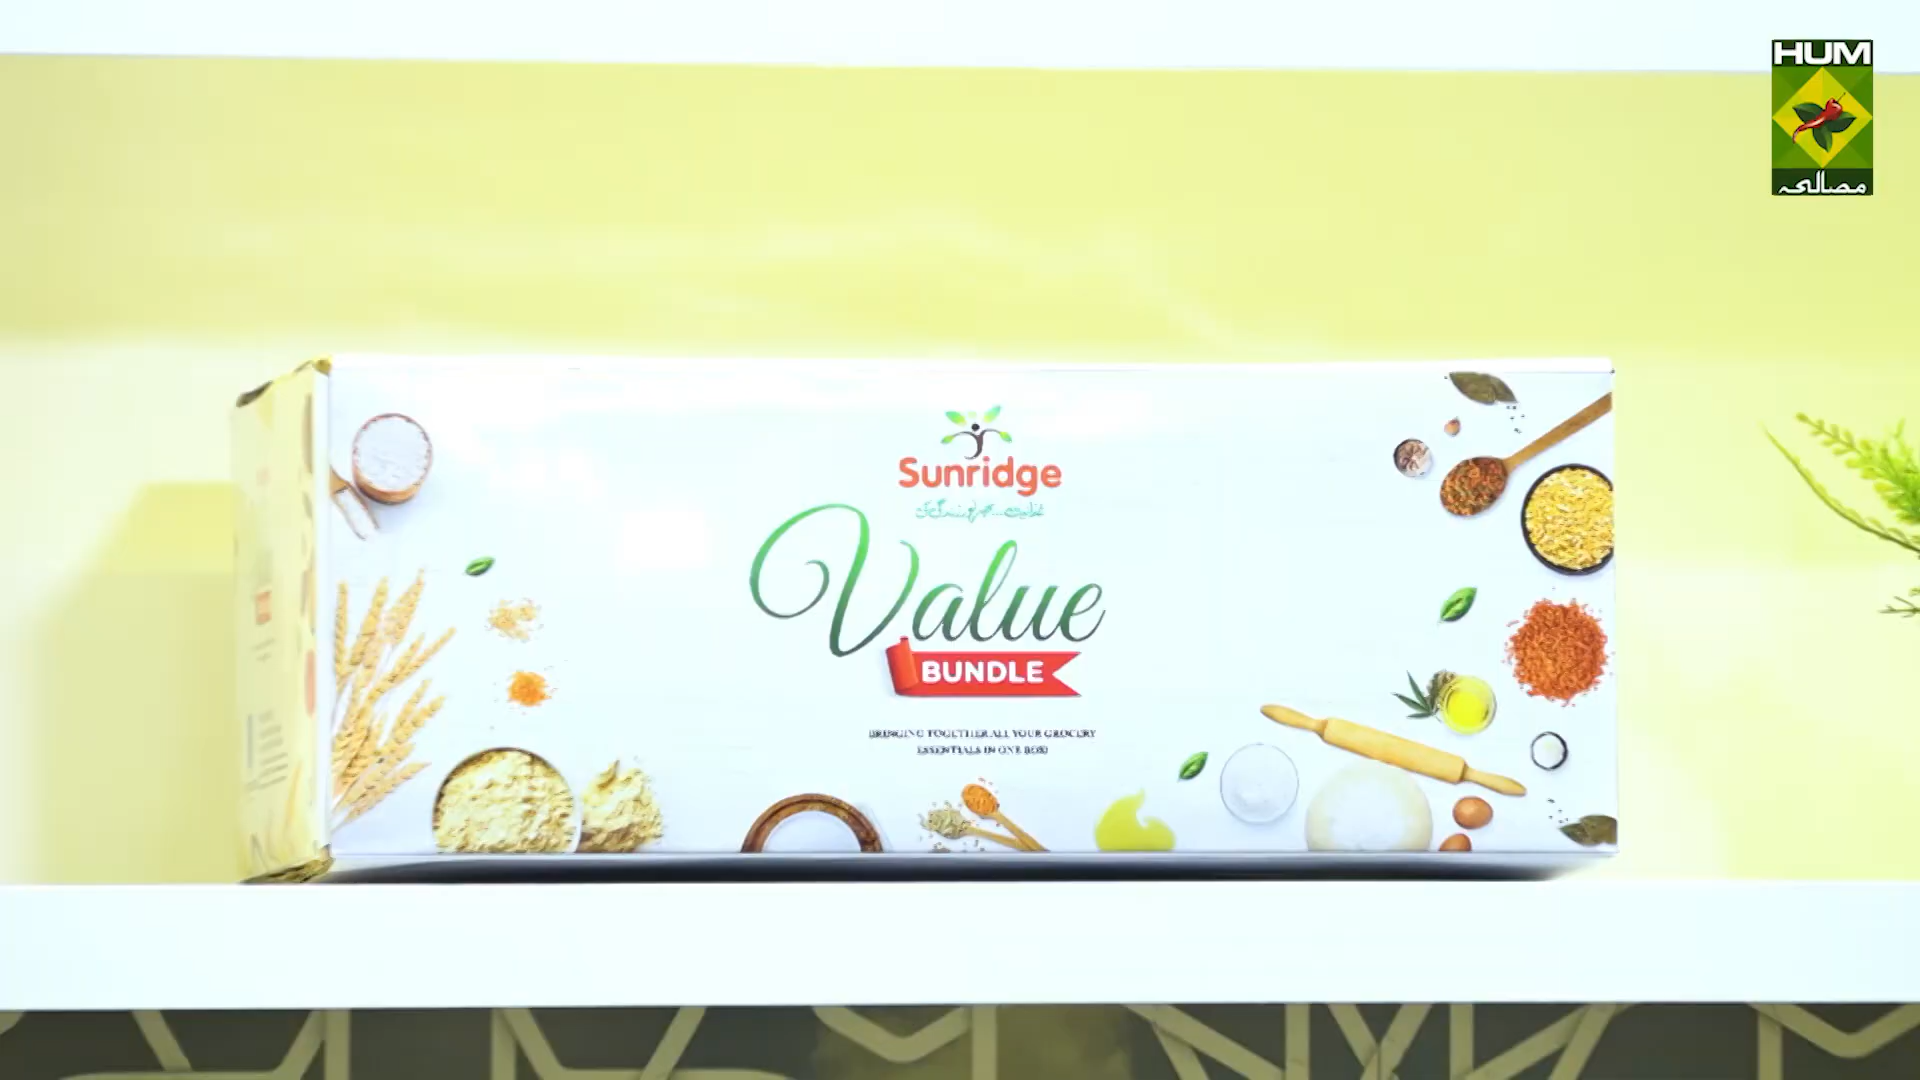 HUM
مصالحہ
Sunridge
Value
BUNDLE
BRINGING TOGETHER ALL YOUR GROCERY
ESSENTIALS IN ONE BOX!